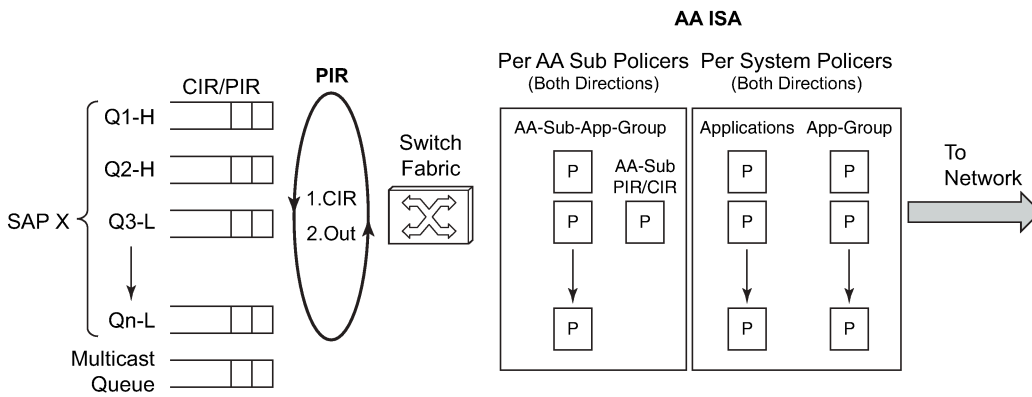 AA ISA
PIR
Per AA Sub Policers
(Both Directions)
Per System Policers
(Both Directions)
CIR/PIR
SAP X
Q1-H
Q2-H
Q3-L
Qn-L
Multicast
Queue
1.CIR
2.Out
Switch
Fabric
AA-Sub-App-Group
P
P
P
AA-Sub
PIR/CIR
P
Applications
P
P
P
App-Group
P
P
P
To
Network